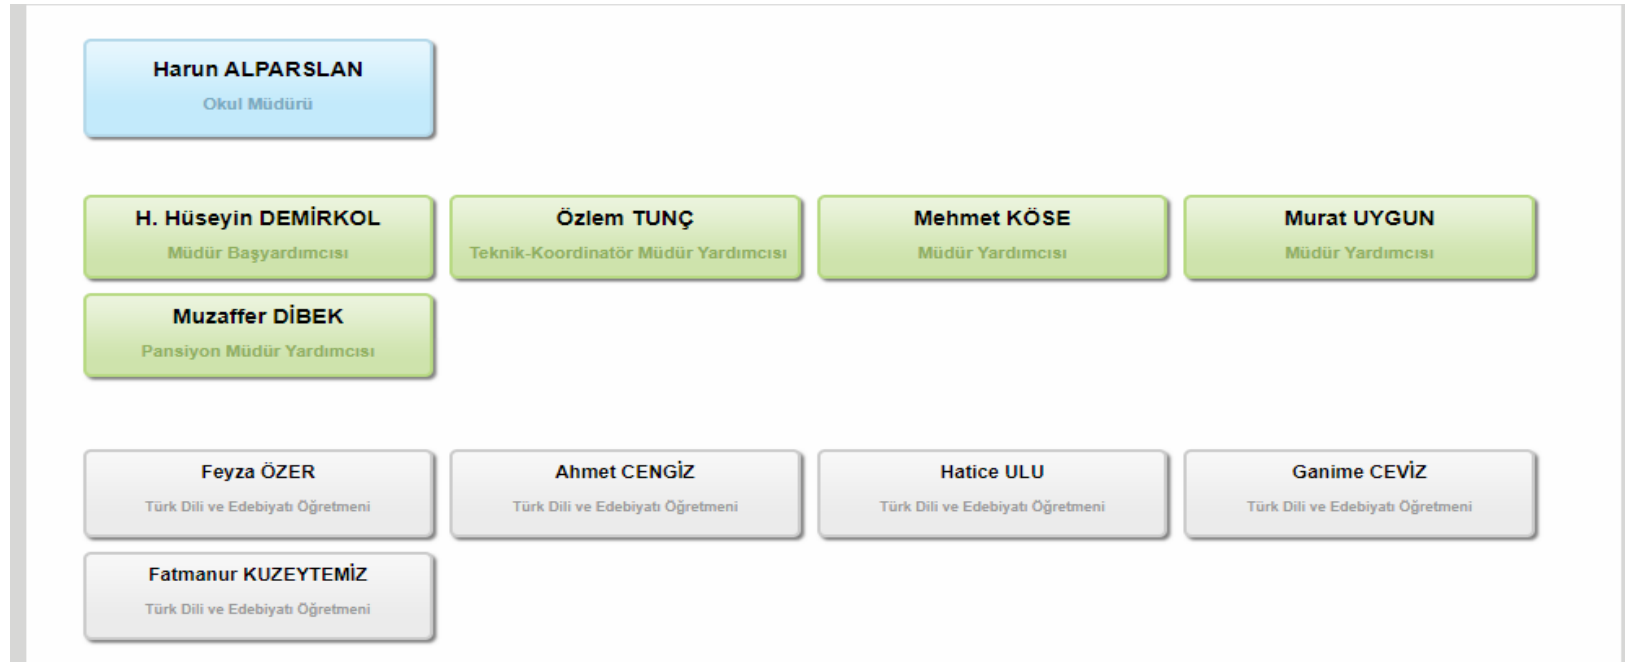 Harun ALPARSLAN
Okul Müdürü
H. Hüseyin DEMİRKOL
Müdür Başyardımcısı
Özlem TUNÇ
Teknik-Koordinatör Müdür Yardımcısı
Mehmet KÖSE
Müdür Yardımcısı
Murat UYGUN
Müdür Yardımcısı
Muzaffer DİBEK
Pansiyon Müdür Yardımcısı
Feyza ÖZER
Türk Dili ve Edebiyatı Öğretmeni
Ahmet CENGİZ
Türk Dili ve Edebiyatı Öğretmeni
Hatice ULU
Türk Dili ve Edebiyatı Öğretmeni
Ganime CEVİZ
Türk Dili ve Edebiyatı Öğretmeni
Fatmanur KUZEYTEMİZ
Türk Dili ve Edebiyatı Öğretmeni